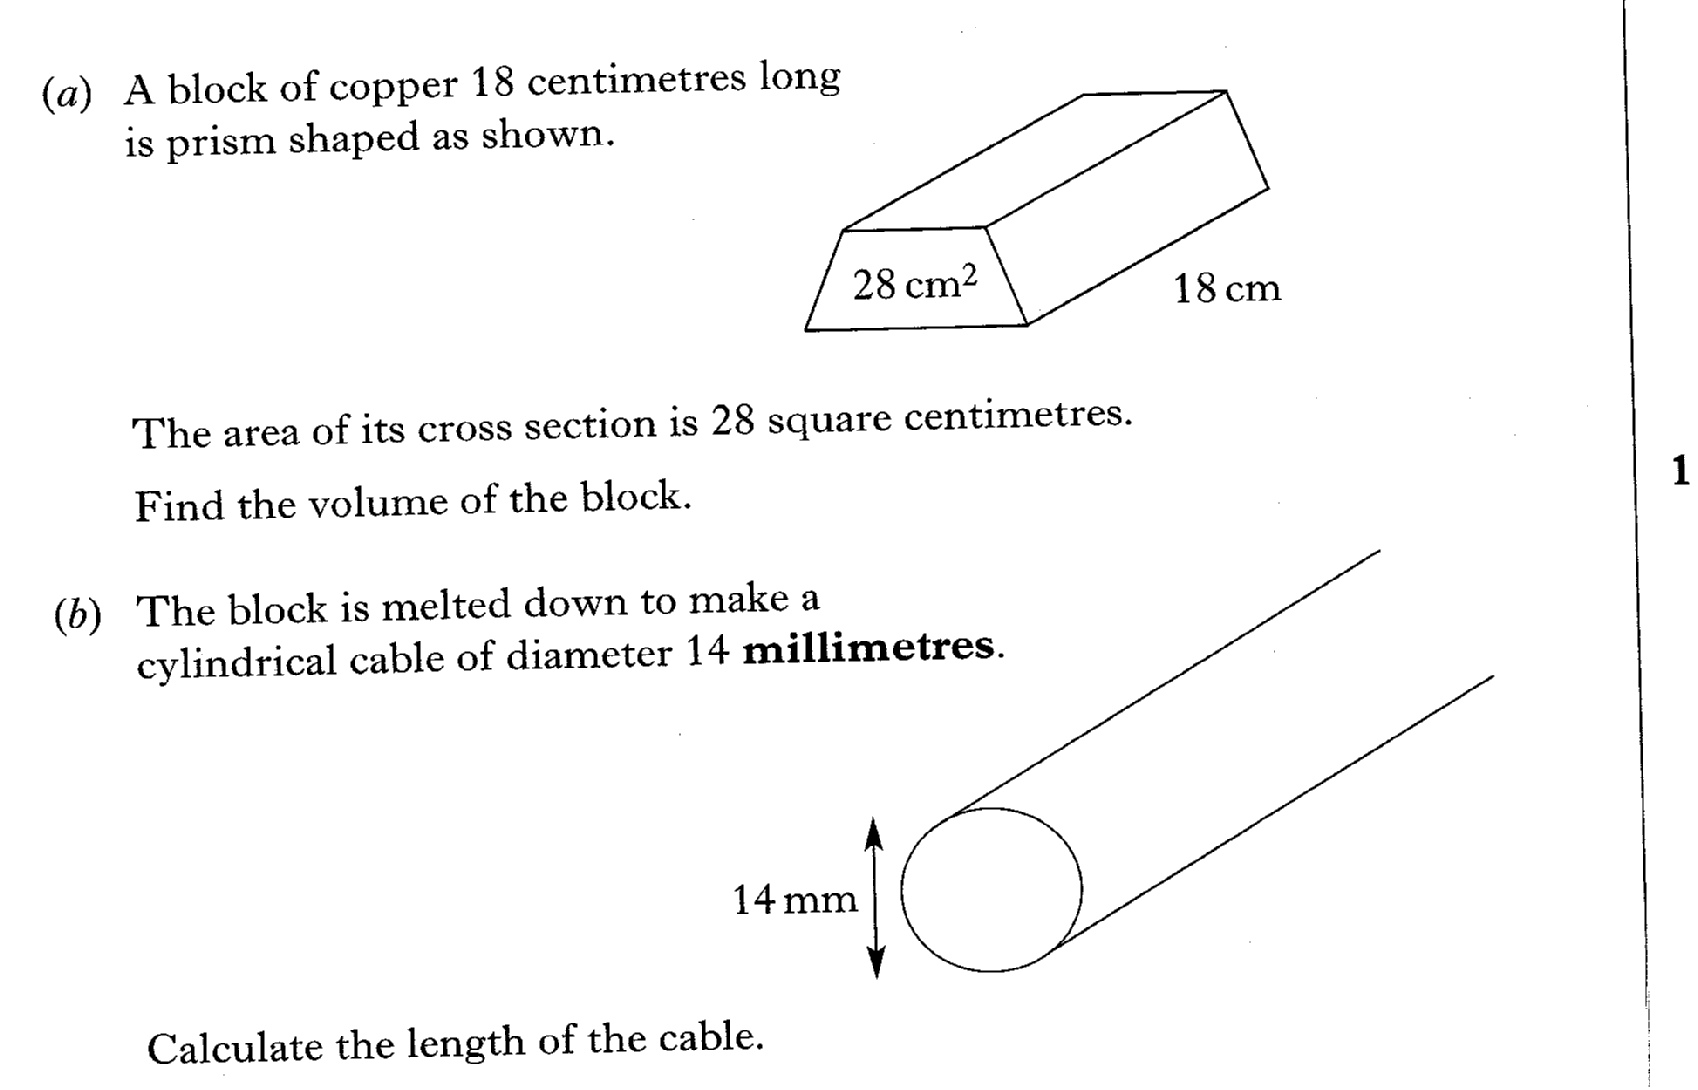 (a) A block of copper 18 centimetres long
is prism shaped as shown.
28 cm²
18 cm
The area of its cross section is 28 square centimetres.
Find the volume of the block.
1
(b) The block is melted down to make a
cylindrical cable of diameter 14 millimetres.
14 mm
Calculate the length of the cable.